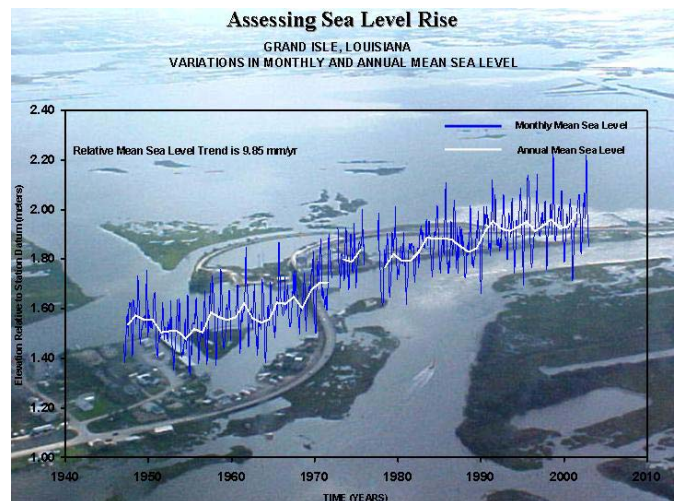 Assessing Sea Level Rise
GRAND ISLE, LOUISIANA
VARIATIONS IN MONTHLY AND ANNUAL MEAN SEA LEVEL
2.40
Monthly Mean Sea Level
Relative Mean Sea Level Trend is 9.85 mm/yr
Annual Mean Sea Level
2.20
2.00
1.80
1.60
1.40
1.20
1.00
Elevation Relative to Station Datum (meters)
1940
1950
1960
1970
1980
1990
2000
2010
TIME (YEARS)